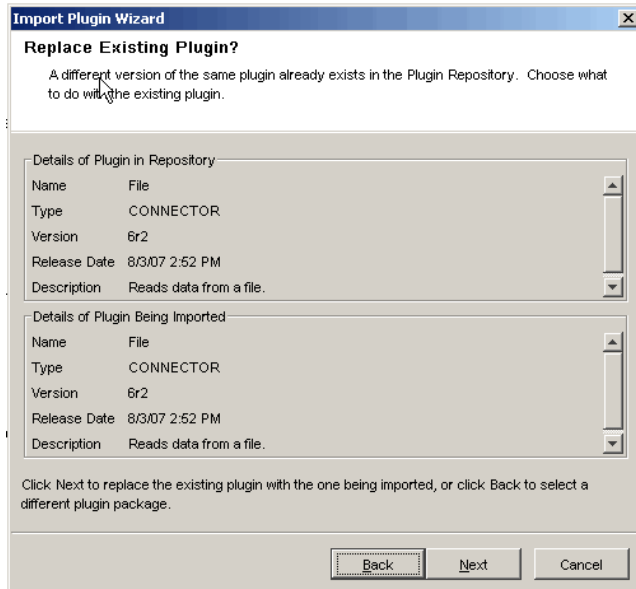 Import Plugin Wizard
Replace Existing Plugin?
A different version of the same plugin already exists in the Plugin Repository. Choose what
to do with the existing plugin.
Details of Plugin in Repository
Name File
Type CONNECTOR
Version 6r2
Release Date 8/3/07 2:52 PM
Description Reads data from a file.
Details of Plugin Being Imported
Name File
Type CONNECTOR
Version 6r2
Release Date 8/3/07 2:52 PM
Description Reads data from a file.
Click Next to replace the existing plugin with the one being imported, or click Back to select a
different plugin package.
Back Next Cancel